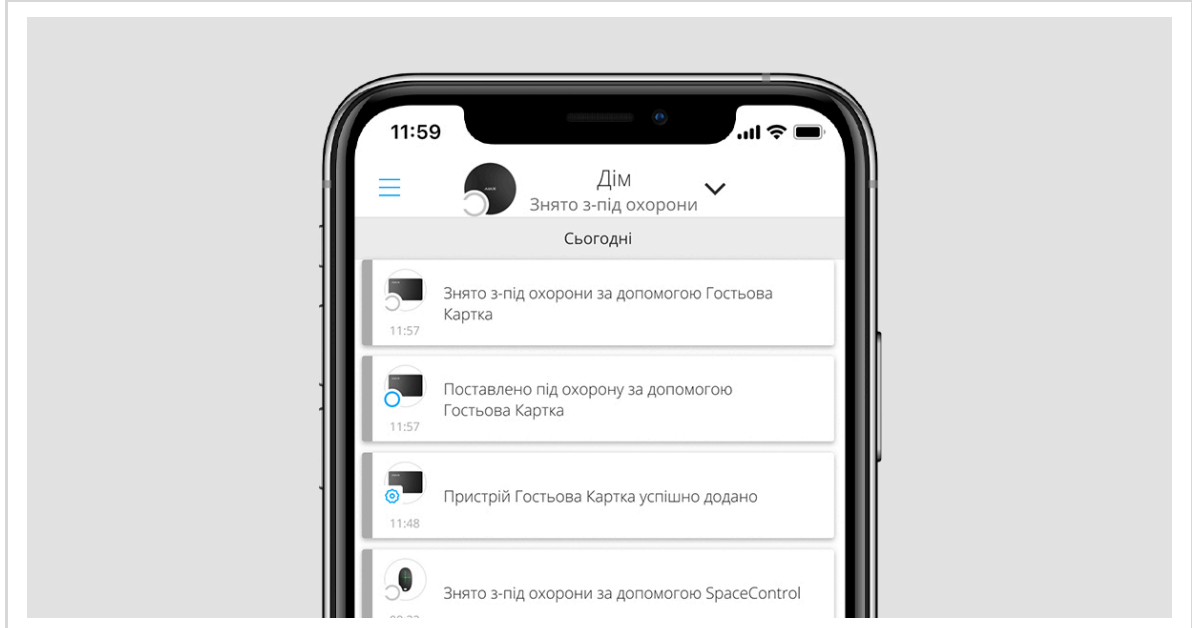 11:59
Дім
Знято з-під охорони
Сьогодні
Знято з-під охорони за допомогою Гостьова
Картка
11:57
Поставлено під охорону за допомогою
Гостьова Картка
11:57
Пристрій Гостьова Картка успішно додано
11:48
Знято з-під охорони за допомогою SpaceControl